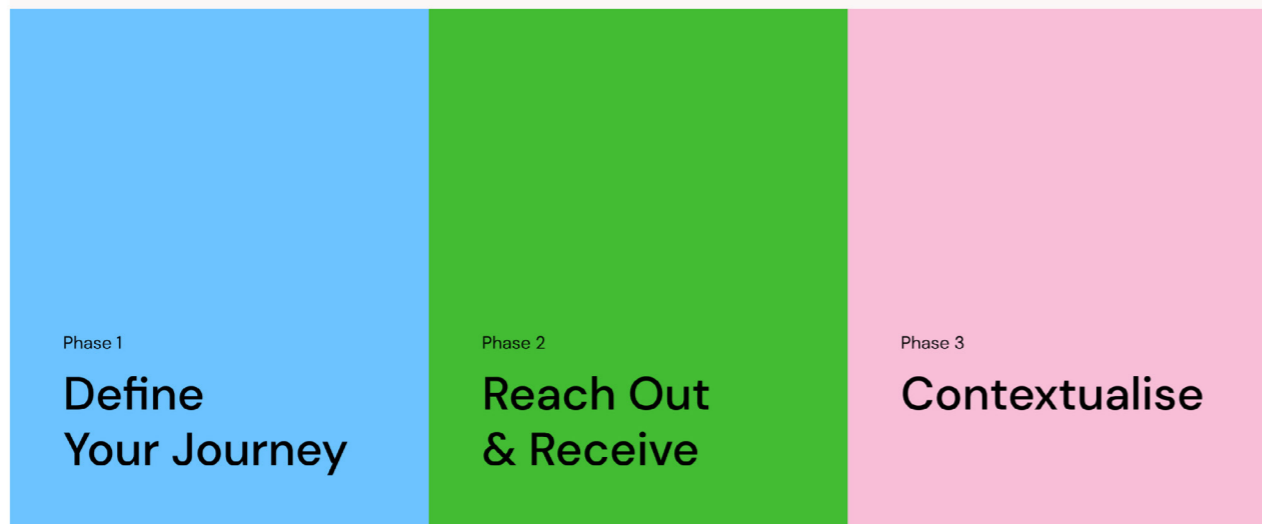 Phase 1
Define
Your Journey
Phase 2
Reach Out
& Receive
Phase 3
Contextualise